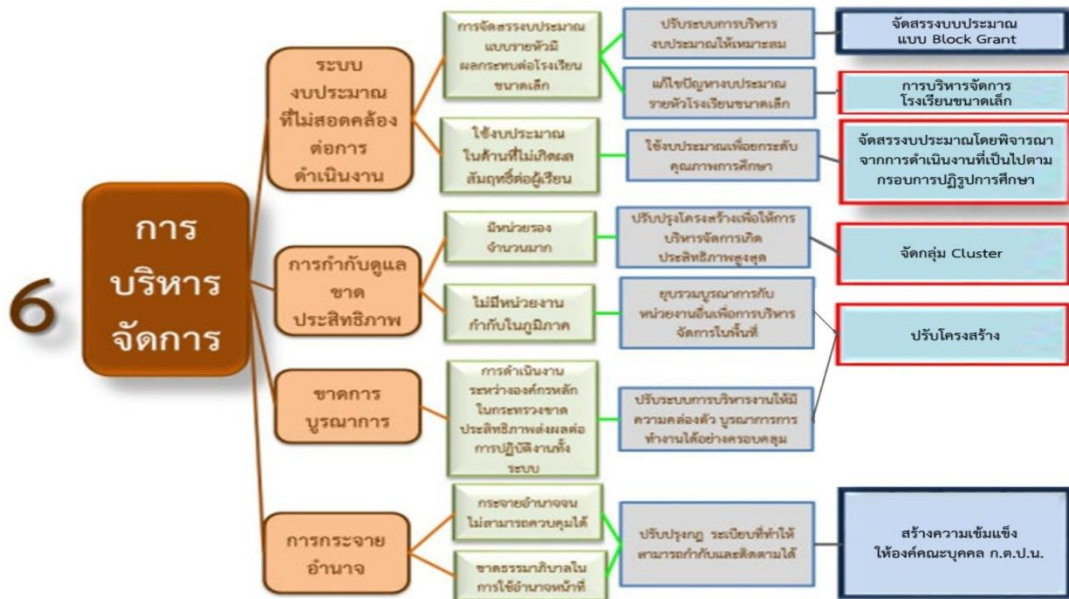 6
การ
บริหาร
จัดการ
ระบบ
งบประมาณ
ที่ไม่สอดคล้อง
ต่อการ
ดำเนินงาน
การจัดสรรงบประมาณ
แบบรายหัวมี
ผลกระทบต่อโรงเรียน
ขนาดเล็ก
ปรับระบบการบริหาร
งบประมาณให้เหมาะสม
จัดสรรงบบประมาณ
แบบ Block Grant
แก้ไขปัญหางบประมาณ
รายหัวโรงเรียนขนาดเล็ก
การบริหารจัดการ
โรงเรียนขนาดเล็ก
ใช้งบประมาณ
ในด้านที่ไม่เกิดผล
สัมฤทธิ์ต่อผู้เรียน
ใช้งบประมาณเพื่อยกระดับ
คุณภาพการศึกษา
จัดสรรงบประมาณโดยพิจารณา
จากการดำเนินงานที่เป็นไปตาม
กรอบการปฏิรูปการศึกษา
การกำกับดูแล
ขาด
ประสิทธิภาพ
มีหน่วยรอง
จำนวนมาก
ปรับปรุงโครงสร้างเพื่อให้การ
บริหารจัดการเกิด
ประสิทธิภาพสูงสุด
จัดกลุ่ม Cluster
ไม่มีหน่วยงาน
กำกับในภูมิภาค
ยุบรวมบูรณาการกับ
หน่วยงานอื่นเพื่อการบริหาร
จัดการในพื้นที่
ปรับโครงสร้าง
ขาดการ
บูรณาการ
การดำเนินงาน
ระหว่างองค์กรหลัก
ในกระทรวงขาด
ประสิทธิภาพส่งผลต่อ
การปฏิบัติงานทั้ง
ระบบ
ปรับระบบการบริหารงานให้มี
ความคล่องตัว บูรณาการการ
ทำงานได้อย่างครอบคลุม
การกระจาย
อำนาจ
กระจายอำนาจจน
ไม่สามารถควบคุมได้
ขาดธรรมาภิบาลใน
การใช้อำนาจหน้าที่
ปรับปรุงกฎ ระเบียบที่ทำให้
สามารถกำกับและติดตามได้
สร้างความเข้มแข็ง
ให้องค์คณะบุคคล ก.ต.ป.น.